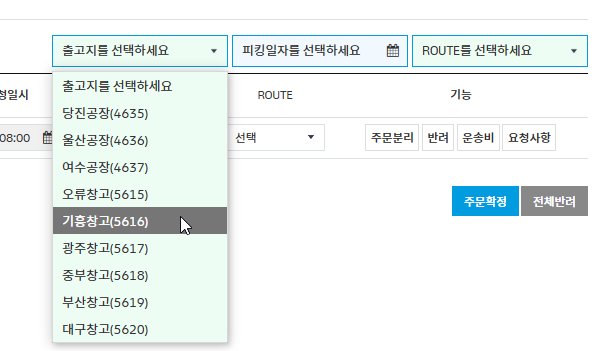 출고지를 선택하세요 피킹일자를 선택하세요 ROUTE를 선택하세요
출고지를 선택하세요
청일시 ROUTE 기능
당진공장(4635)
08:00 선택 주문분리 반려 운송비 요청사항
울산공장(4636)
여수공장(4637)
오류창고(5615)
주문확정 전체반려
기흥창고(5616)
광주창고(5617)
중부창고(5618)
부산창고(5619)
대구창고(5620)